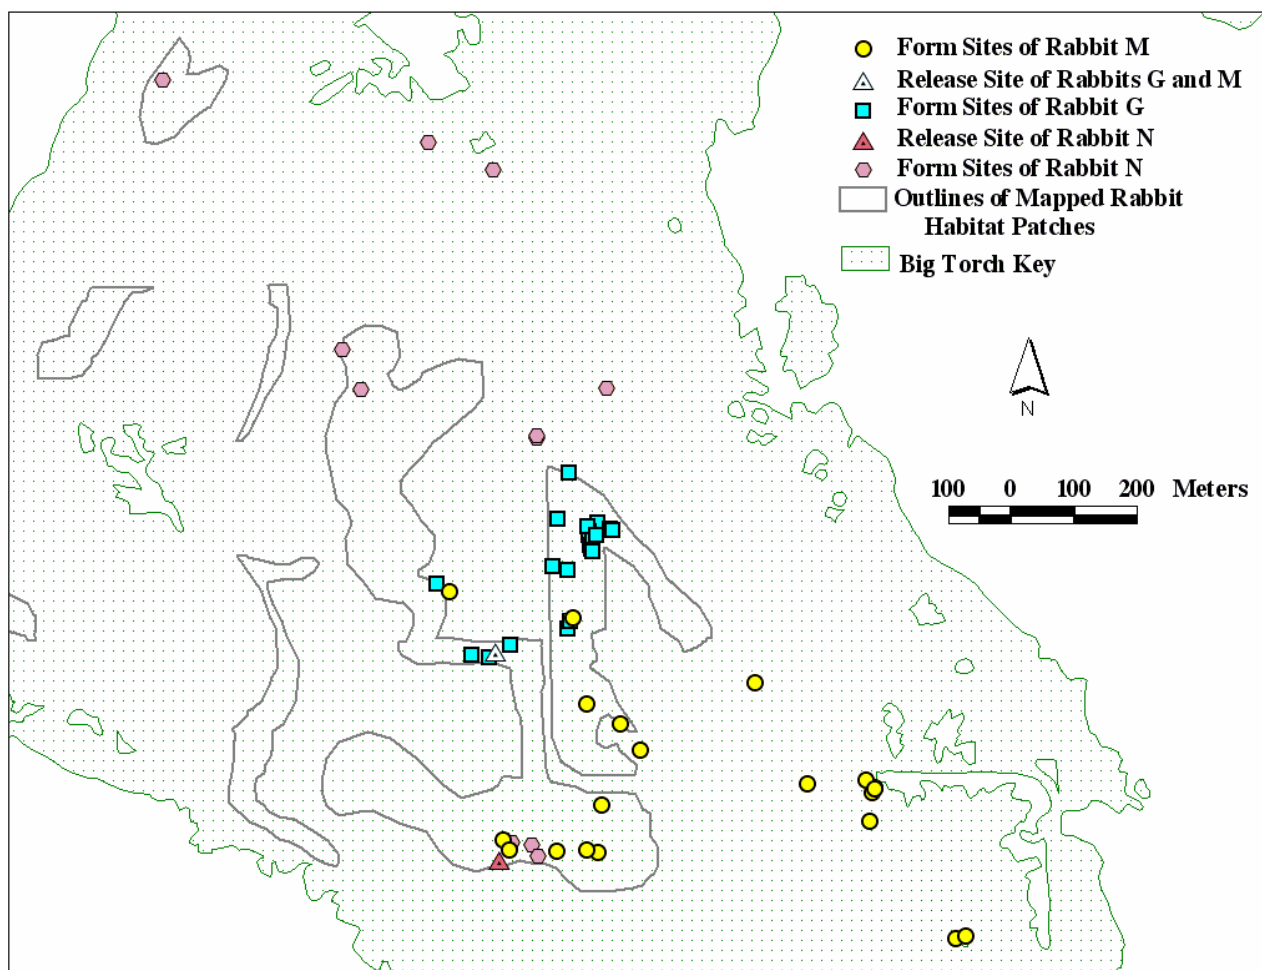 Form Sites of Rabbit M
Release Site of Rabbits G and M
Form Sites of Rabbit G
Release Site of Rabbit N
Form Sites of Rabbit N
Outlines of Mapped Rabbit
Habitat Patches
Big Torch Key
N
100 0 100 200 Meters